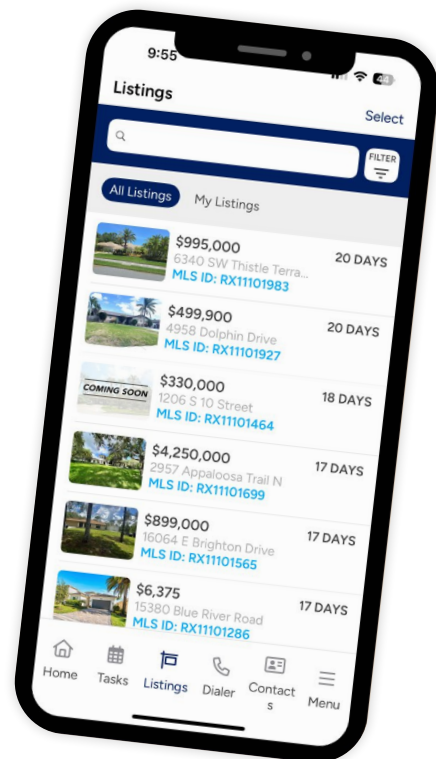 9:55
44
Listings
Select
FILTER
All Listings
My Listings
$995,000
20 DAYS
6340 SW Thistle Terra...
MLS ID: RX11101983
$499,900
20 DAYS
4958 Dolphin Drive
MLS ID: RX11101927
COMING SOON
$330,000
18 DAYS
1206 S 10 Street
MLS ID: RX11101464
$4,250,000
17 DAYS
2957 Appaloosa Trail N
MLS ID: RX11101699
$899,000
17 DAYS
16064 E Brighton Drive
MLS ID: RX11101565
$6,375
17 DAYS
15380 Blue River Road
MLS ID: RX11101286
Home
Tasks
Listings
Dialer
Contact
s
Menu